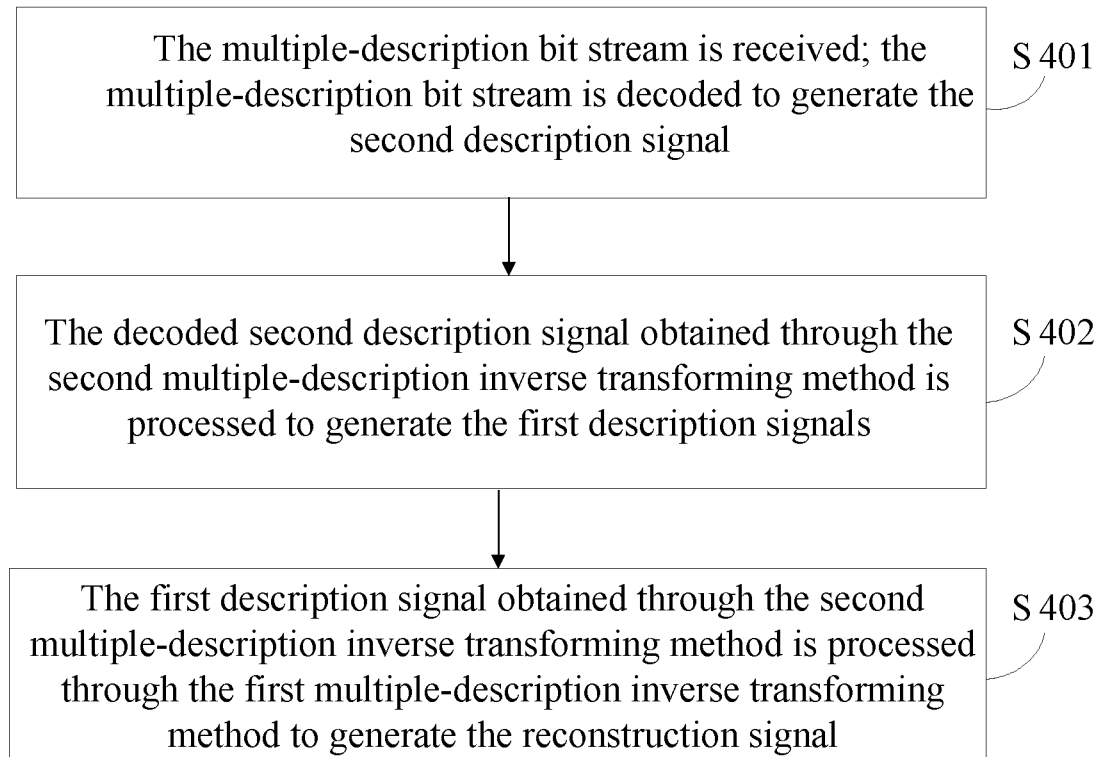 The multiple-description bit stream is received; the
multiple-description bit stream is decoded to generate the
second description signal
S 401
The decoded second description signal obtained through the
second multiple-description inverse transforming method is
processed to generate the first description signals
S 402
The first description signal obtained through the second
multiple-description inverse transforming method is processed
through the first multiple-description inverse transforming
method to generate the reconstruction signal
S 403